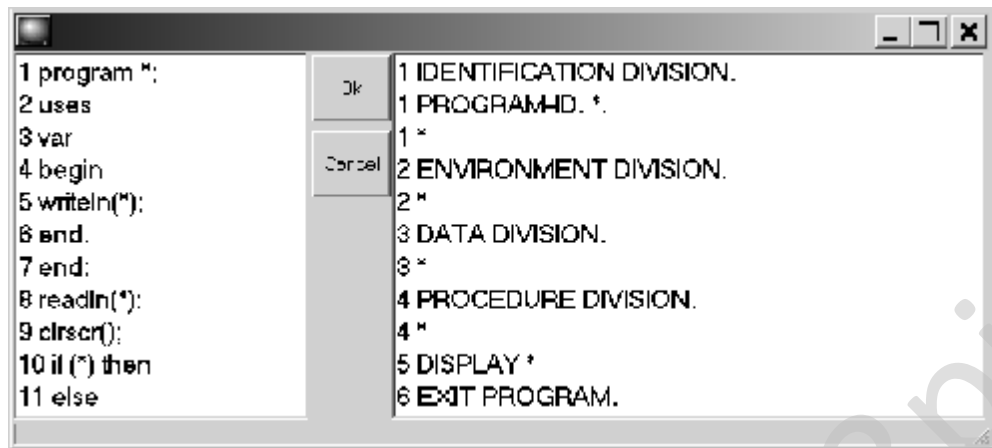 1 program *;
2 uses
3 var
4 begin
5 writeln(*);
6 end.
7 end;
8 readln(*);
9 clrscr();
10 if (*) then
11 else
Ok
Cancel
1 IDENTIFICATION DIVISION.
1 PROGRAM-ID. *.
1 *
2 ENVIRONMENT DIVISION.
2 *
3 DATA DIVISION.
3 *
4 PROCEDURE DIVISION.
4 *
5 DISPLAY *
6 EXIT PROGRAM.